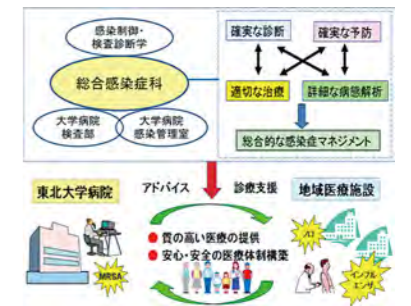 感染制御・
検査診断学
総合感染症科
大学病院
検査部
大学病院
感染管理室
確実な診断
確実な予防
適切な治療
詳細な病態解析
総合的な感染症マネジメント
東北大学病院
アドバイス
診療支援
地域医療施設
● 質の高い医療の提供
● 安心・安全の医療体制構築
MRSA
ノロ
インフル
エンザ